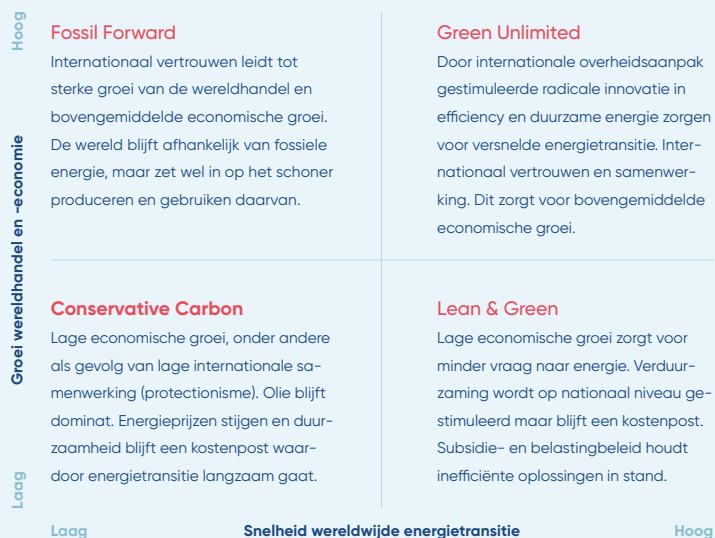 Hoog
Groei wereldhandel en -economie
Laag
Fossil Forward
Internationaal vertrouwen leidt tot
sterke groei van de wereldhandel en
bovengemiddelde economische groei.
De wereld blijft afhankelijk van fossiele
energie, maar zet wel in op het schoner
produceren en gebruiken daarvan.
Green Unlimited
Door internationale overheidsaanpak
gestimuleerde radicale innovatie in
efficiency en duurzame energie zorgen
voor versnelde energietransitie. Inter-
nationaal vertrouwen en samenwer-
king. Dit zorgt voor bovengemiddelde
economische groei.
Conservative Carbon
Lage economische groei, onder andere
als gevolg van lage internationale sa-
menwerking (protectionisme). Olie blijft
dominat. Energieprijzen stijgen en duur-
zaamheid blijft een kostenpost waar-
door energietransitie langzaam gaat.
Lean & Green
Lage economische groei zorgt voor
minder vraag naar energie. Verduur-
zaming wordt op nationaal niveau ge-
stimuleerd maar blijft een kostenpost.
Subsidie- en belastingbeleid houdt
inefficiënte oplossingen in stand.
Laag
Snelheid wereldwijde energietransitie
Hoog